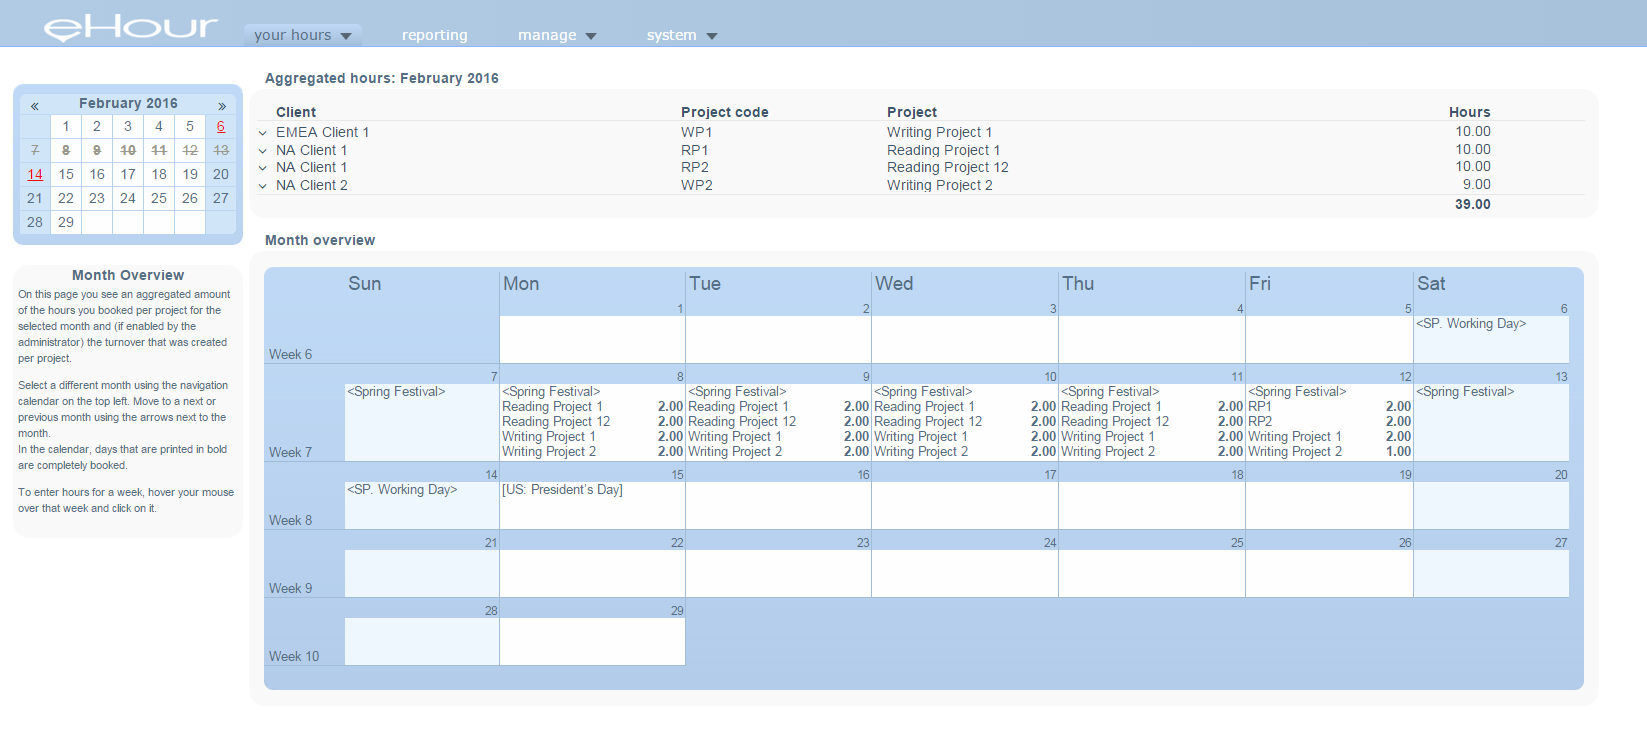 eHour
your hours reporting manage system
« February 2016 »
1 2 3 4 5 6
7 8 9 10 11 12 13
14 15 16 17 18 19 20
21 22 23 24 25 26 27
28 29
Month Overview
On this page you see an aggregated amount
of the hours you booked per project for the
selected month and (if enabled by the
administrator) the turnover that was created
per project.
Select a different month using the navigation
calendar on the top left. Move to a next or
previous month using the arrows next to the
month.
In the calendar, days that are printed in bold
are completely booked.
To enter hours for a week, hover your mouse
over that week and click on it.
Aggregated hours: February 2016
Client Project code Project Hours
EMEA Client 1 WP1 Writing Project 1 10.00
NA Client 1 RP1 Reading Project 1 10.00
NA Client 1 RP2 Reading Project 12 10.00
NA Client 2 WP2 Writing Project 2 9.00
39.00
Month overview
Sun Mon Tue Wed Thu Fri Sat
1 2 3 4 5 6
<SP. Working Day>
Week 6
7 8 9 10 11 12 13
<Spring Festival> <Spring Festival> <Spring Festival> <Spring Festival> <Spring Festival> <Spring Festival> <Spring Festival>
Reading Project 1 2.00 Reading Project 1 2.00 Reading Project 1 2.00 Reading Project 1 2.00 RP1 2.00
Reading Project 12 2.00 Reading Project 12 2.00 Reading Project 12 2.00 Reading Project 12 2.00 RP2 2.00
Writing Project 1 2.00 Writing Project 1 2.00 Writing Project 1 2.00 Writing Project 1 2.00 Writing Project 1 2.00
Week 7 Writing Project 2 2.00 Writing Project 2 2.00 Writing Project 2 2.00 Writing Project 2 2.00 Writing Project 2 1.00
14 15 16 17 18 19 20
<SP. Working Day> [US: President's Day]
Week 8
21 22 23 24 25 26 27
Week 9
28 29
Week 10